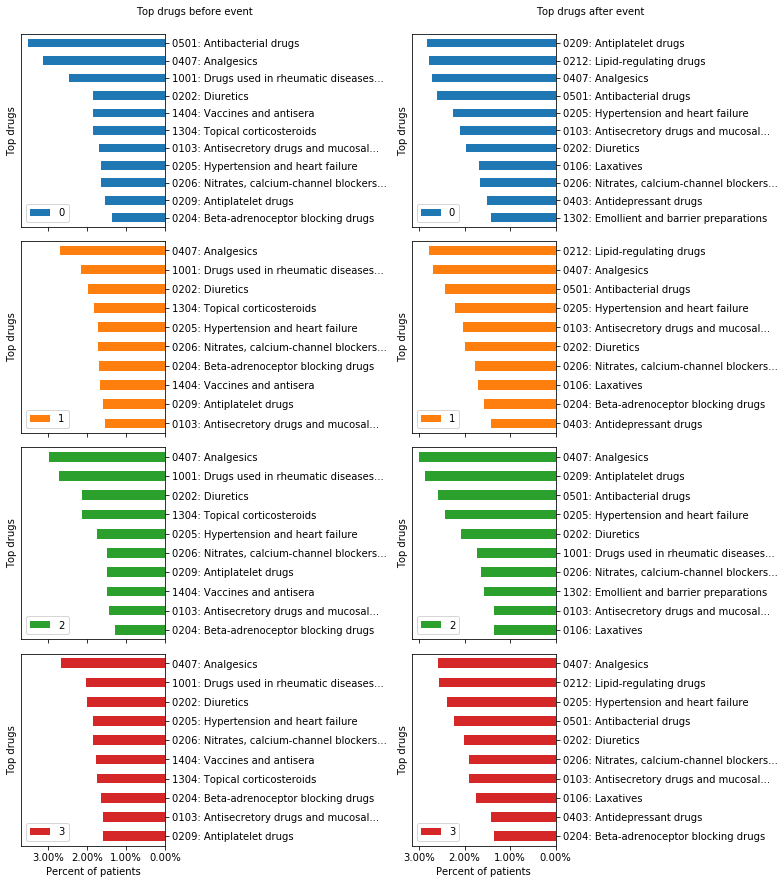 Top drugs before event
Top drugs
0501: Antibacterial drugs
0407: Analgesics
1001: Drugs used in rheumatic diseases...
0202: Diuretics
1404: Vaccines and antisera
1304: Topical corticosteroids
0103: Antisecretory drugs and mucosal...
0205: Hypertension and heart failure
0206: Nitrates, calcium-channel blockers...
0209: Antiplatelet drugs
0204: Beta-adrenoceptor blocking drugs
0
Top drugs
0407: Analgesics
1001: Drugs used in rheumatic diseases...
0202: Diuretics
1304: Topical corticosteroids
0205: Hypertension and heart failure
0206: Nitrates, calcium-channel blockers...
0204: Beta-adrenoceptor blocking drugs
1404: Vaccines and antisera
0209: Antiplatelet drugs
0103: Antisecretory drugs and mucosal...
1
Top drugs
0407: Analgesics
1001: Drugs used in rheumatic diseases...
0202: Diuretics
1304: Topical corticosteroids
0205: Hypertension and heart failure
0206: Nitrates, calcium-channel blockers...
0209: Antiplatelet drugs
1404: Vaccines and antisera
0103: Antisecretory drugs and mucosal...
0204: Beta-adrenoceptor blocking drugs
2
Top drugs
0407: Analgesics
1001: Drugs used in rheumatic diseases...
0202: Diuretics
0205: Hypertension and heart failure
0206: Nitrates, calcium-channel blockers...
1404: Vaccines and antisera
1304: Topical corticosteroids
0204: Beta-adrenoceptor blocking drugs
0103: Antisecretory drugs and mucosal...
0209: Antiplatelet drugs
3
3.00% 2.00% 1.00% 0.00%
Percent of patients
Top drugs after event
Top drugs
0209: Antiplatelet drugs
0212: Lipid-regulating drugs
0407: Analgesics
0501: Antibacterial drugs
0205: Hypertension and heart failure
0103: Antisecretory drugs and mucosal...
0202: Diuretics
0106: Laxatives
0206: Nitrates, calcium-channel blockers...
0403: Antidepressant drugs
1302: Emollient and barrier preparations
0
Top drugs
0212: Lipid-regulating drugs
0407: Analgesics
0501: Antibacterial drugs
0205: Hypertension and heart failure
0103: Antisecretory drugs and mucosal...
0202: Diuretics
0206: Nitrates, calcium-channel blockers...
0106: Laxatives
0204: Beta-adrenoceptor blocking drugs
0403: Antidepressant drugs
1
Top drugs
0407: Analgesics
0209: Antiplatelet drugs
0501: Antibacterial drugs
0205: Hypertension and heart failure
0202: Diuretics
1001: Drugs used in rheumatic diseases...
0206: Nitrates, calcium-channel blockers...
1302: Emollient and barrier preparations
0103: Antisecretory drugs and mucosal...
0106: Laxatives
2
Top drugs
0407: Analgesics
0212: Lipid-regulating drugs
0205: Hypertension and heart failure
0501: Antibacterial drugs
0202: Diuretics
0206: Nitrates, calcium-channel blockers...
0103: Antisecretory drugs and mucosal...
0106: Laxatives
0403: Antidepressant drugs
0204: Beta-adrenoceptor blocking drugs
3
3.00% 2.00% 1.00% 0.00%
Percent of patients